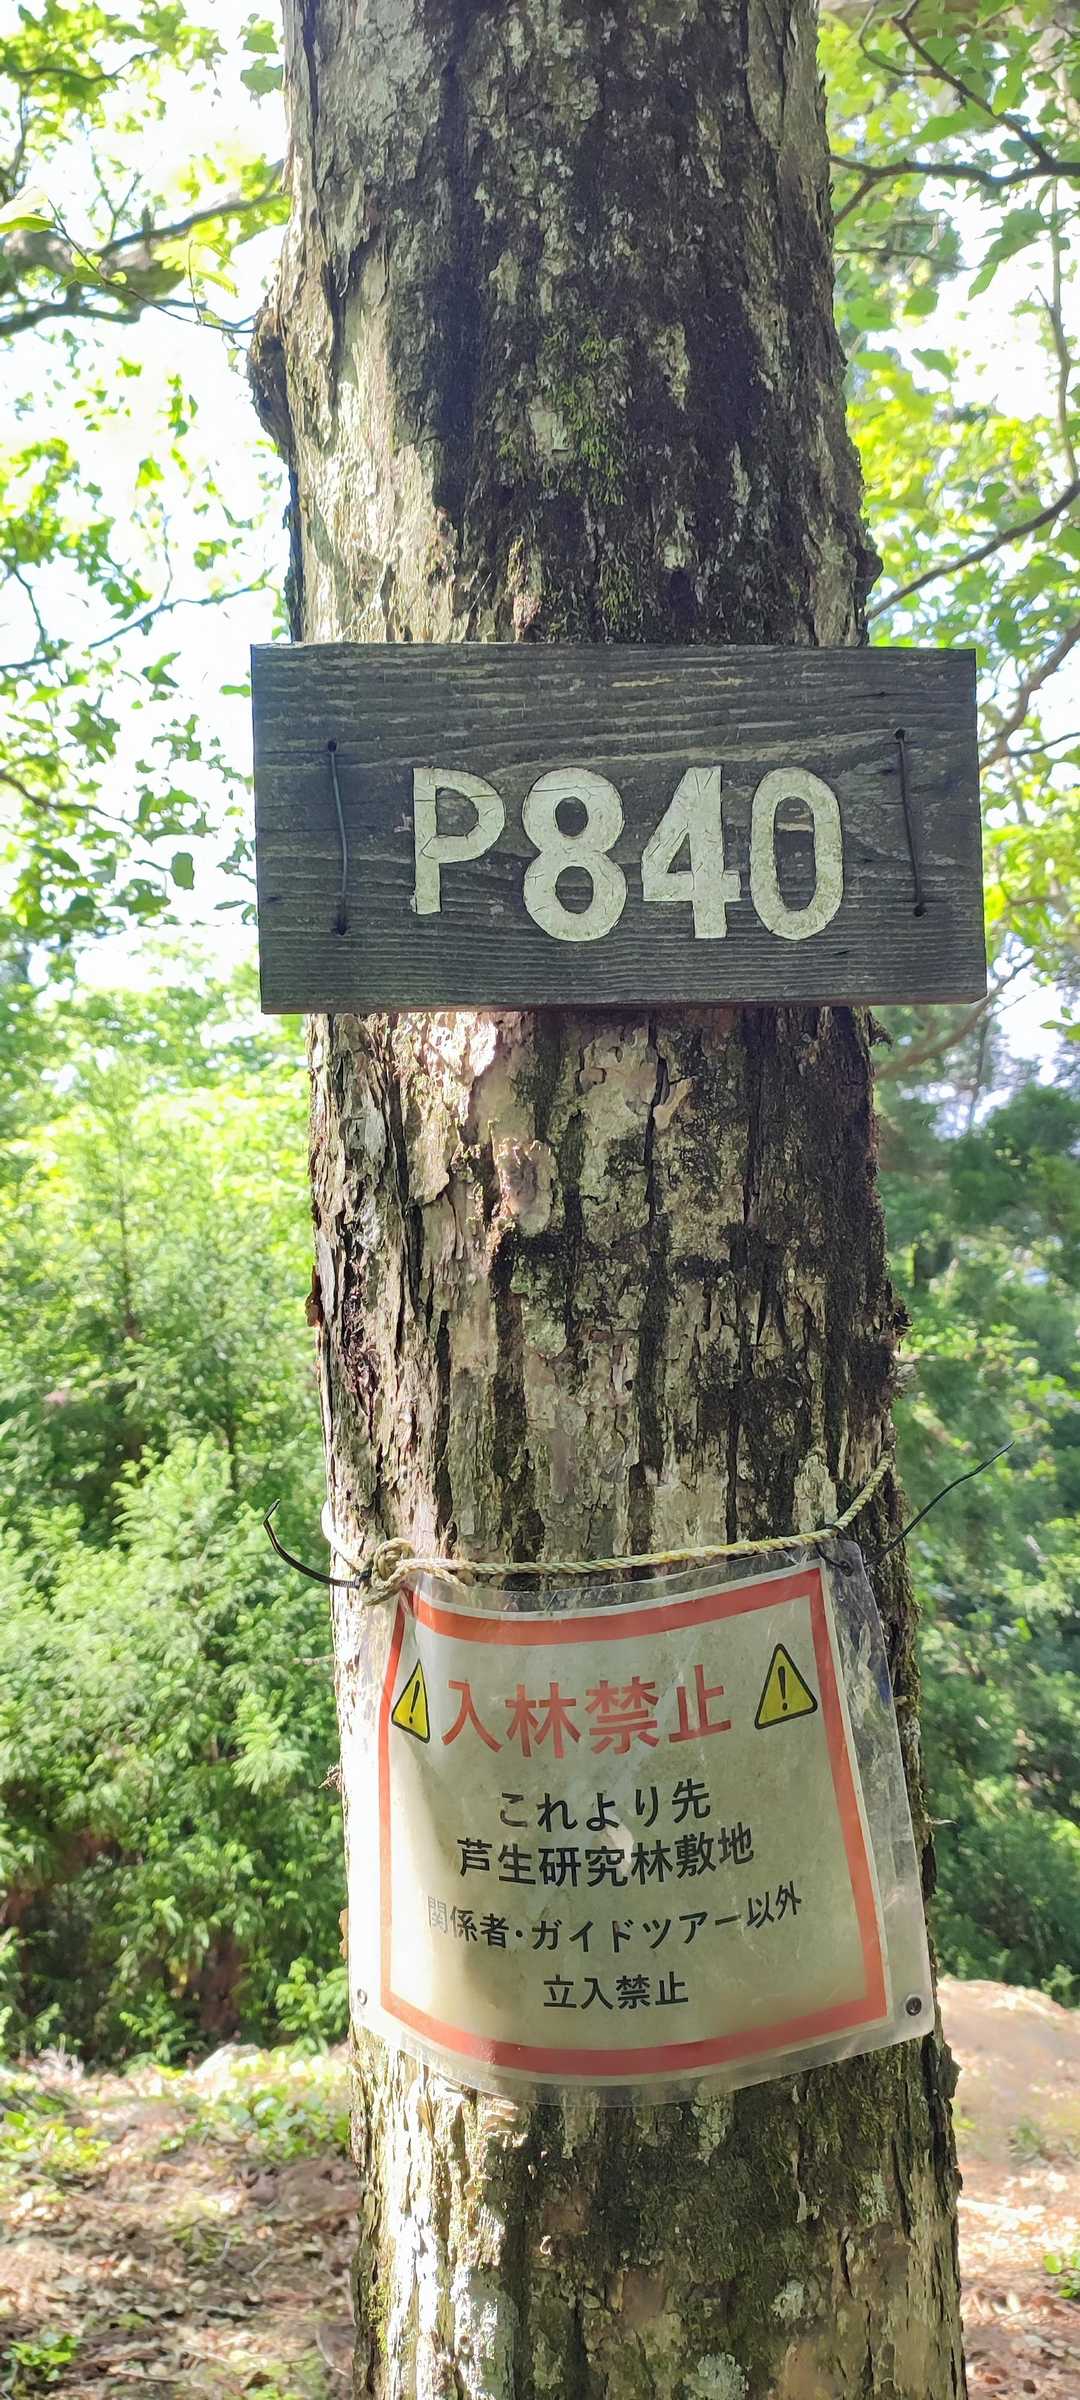 P840
入林禁止
これより先
芦生研究林敷地
関係者・ガイドツアー以外
立入禁止